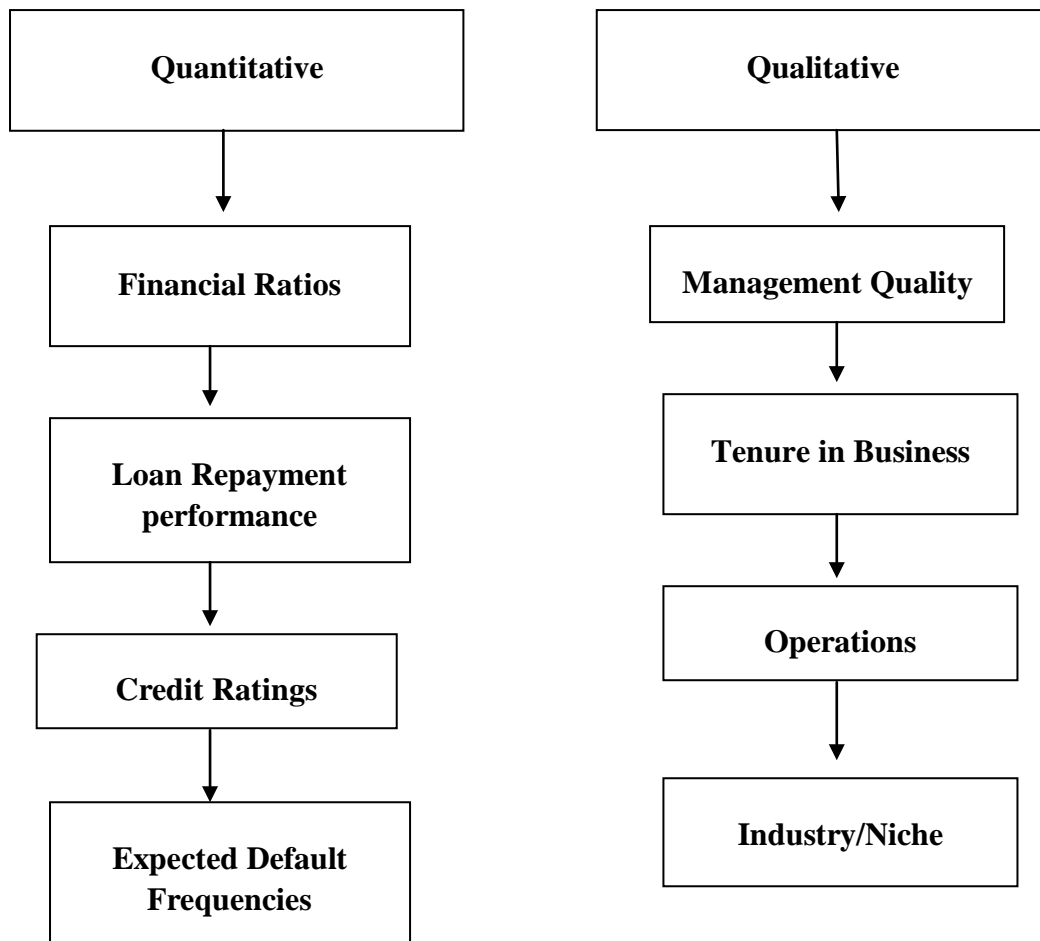 Quantitative
Qualitative
Financial Ratios
Management Quality
Loan Repayment
performance
Tenure in Business
Credit Ratings
Operations
Expected Default
Frequencies
Industry/Niche